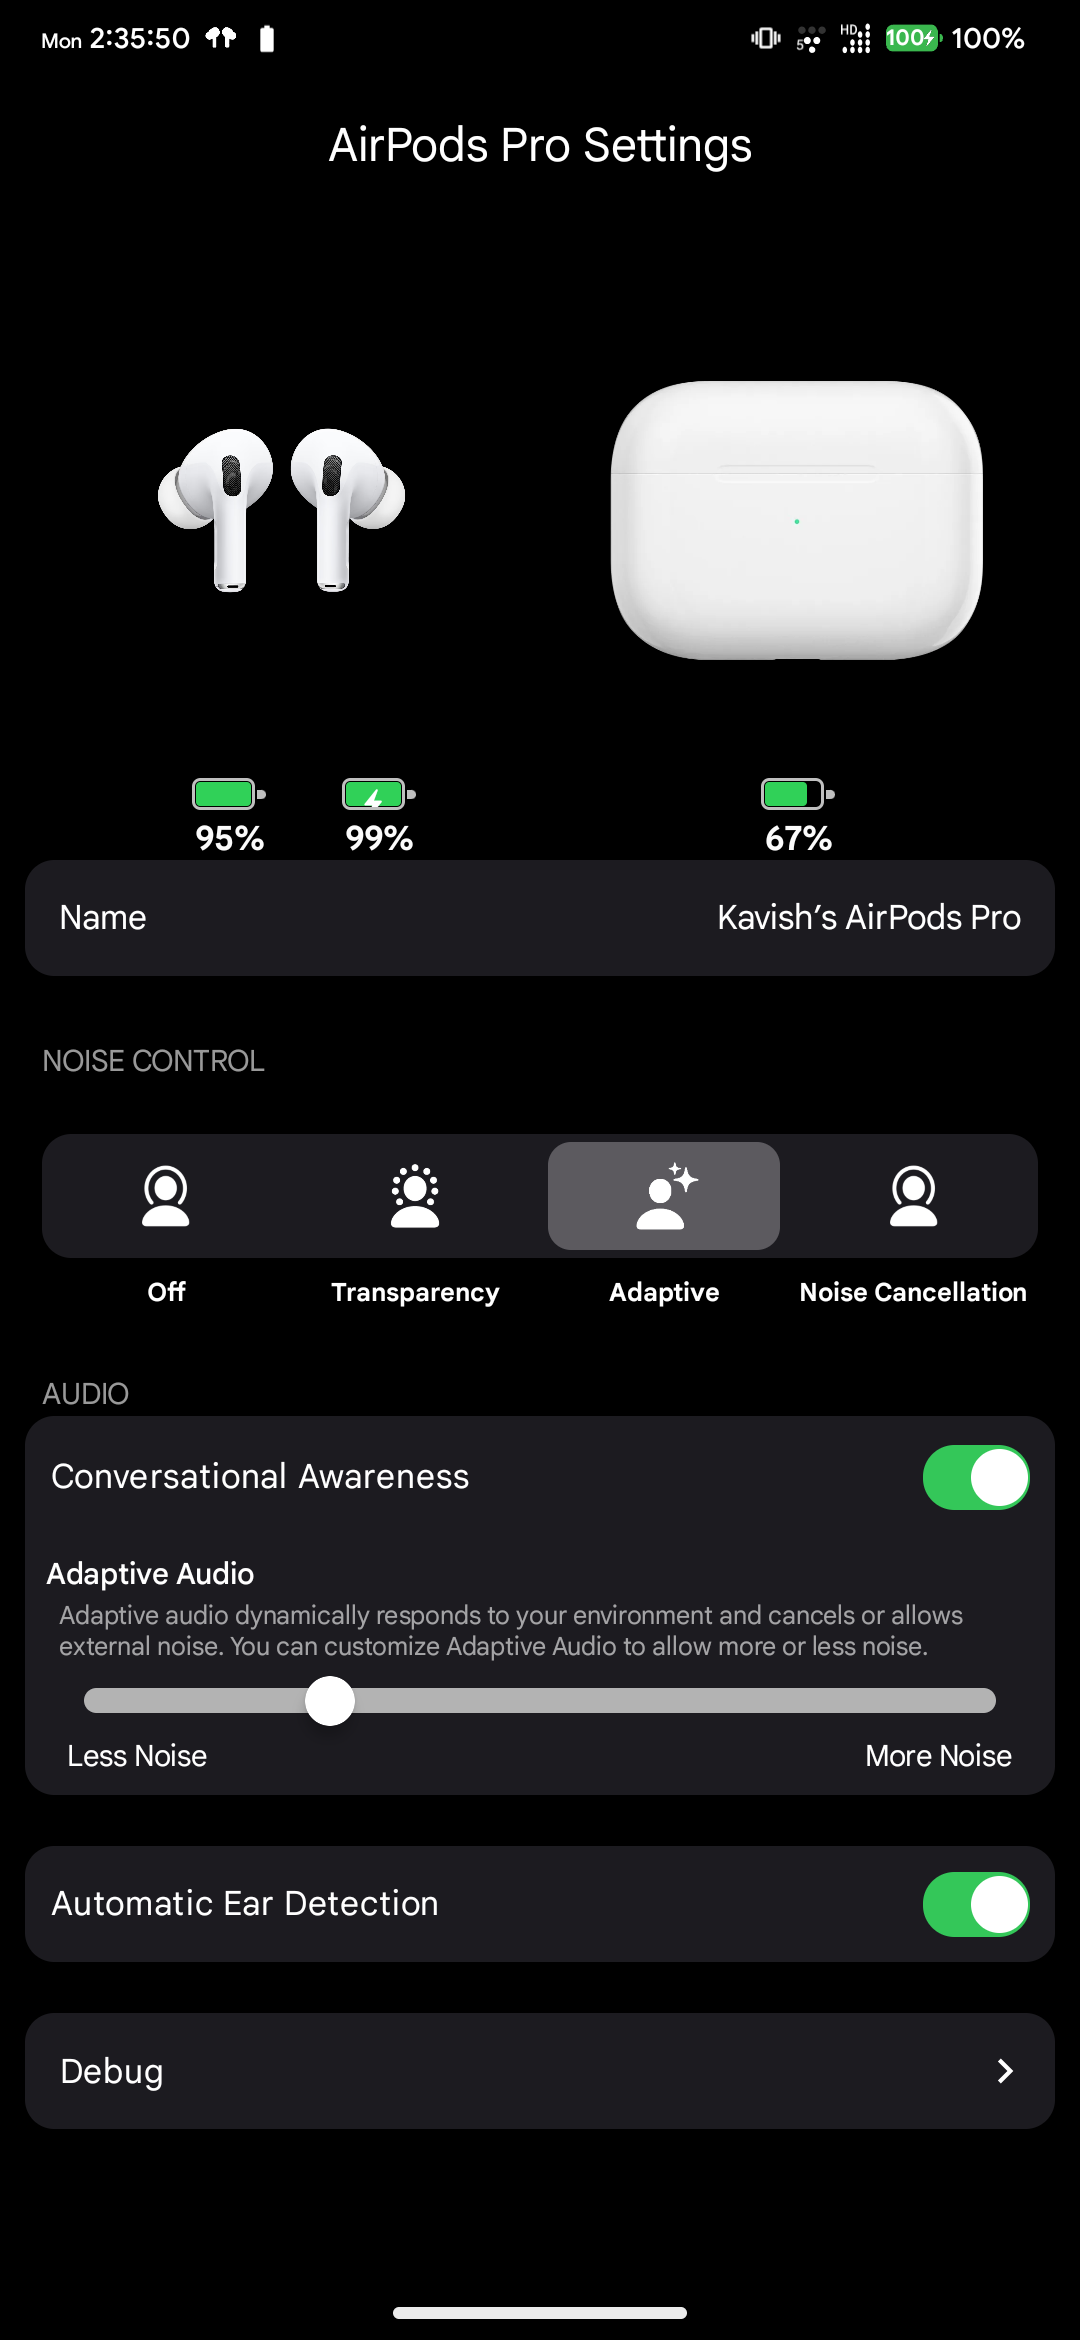 Mon 2:35:50
5
HD
100
100%
AirPods Pro Settings
95%
99%
67%
Name
Kavish’s AirPods Pro
NOISE CONTROL
Off
Transparency
Adaptive
Noise Cancellation
AUDIO
Conversational Awareness
Adaptive Audio
Adaptive audio dynamically responds to your environment and cancels or allows
external noise. You can customize Adaptive Audio to allow more or less noise.
Less Noise
More Noise
Automatic Ear Detection
Debug